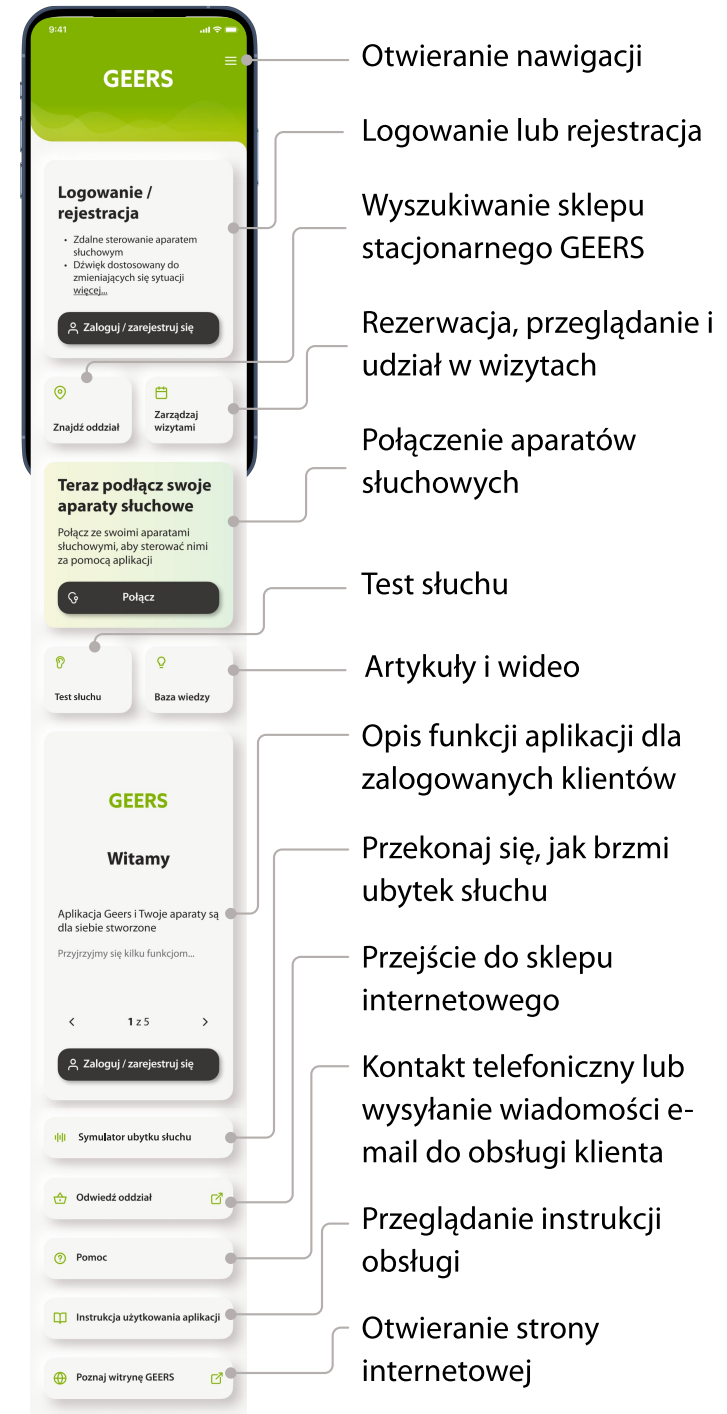 9:41
GEERS
Otwieranie nawigacji
Logowanie lub rejestracja
Logowanie /
rejestracja
• Zdalne sterowanie aparatem
słuchowym
• Dźwięk dostosowany do
zmieniających się sytuacji
więcej...
Zaloguj / zarejestruj się
Wyszukiwanie sklepu
stacjonarnego GEERS
Rezerwacja, przeglądanie i
udział w wizytach
Znajdź oddział
Zarządzaj
wizytami
Połączenie aparatów
słuchowych
Teraz podłącz swoje
aparaty słuchowe
Połącz ze swoimi aparatami
słuchowymi, aby sterować nimi
za pomocą aplikacji
Połącz
Test słuchu
Artykuły i wideo
Test słuchu
Baza wiedzy
Opis funkcji aplikacji dla
zalogowanych klientów
GEERS
Witamy
Aplikacja Geers i Twoje aparaty są
dla siebie stworzone
Przyjrzyjmy się kilku funkcjom...
1 z 5
Zaloguj / zarejestruj się
Przekonaj się, jak brzmi
ubytek słuchu
Przejście do sklepu
internetowego
Kontakt telefoniczny lub
wysyłanie wiadomości e-
mail do obsługi klienta
Symulator ubytku słuchu
Odwiedź oddział
Przeglądanie instrukcji
obsługi
Pomoc
Instrukcja użytkowania aplikacji
Otwieranie strony
internetowej
Poznaj witrynę GEERS